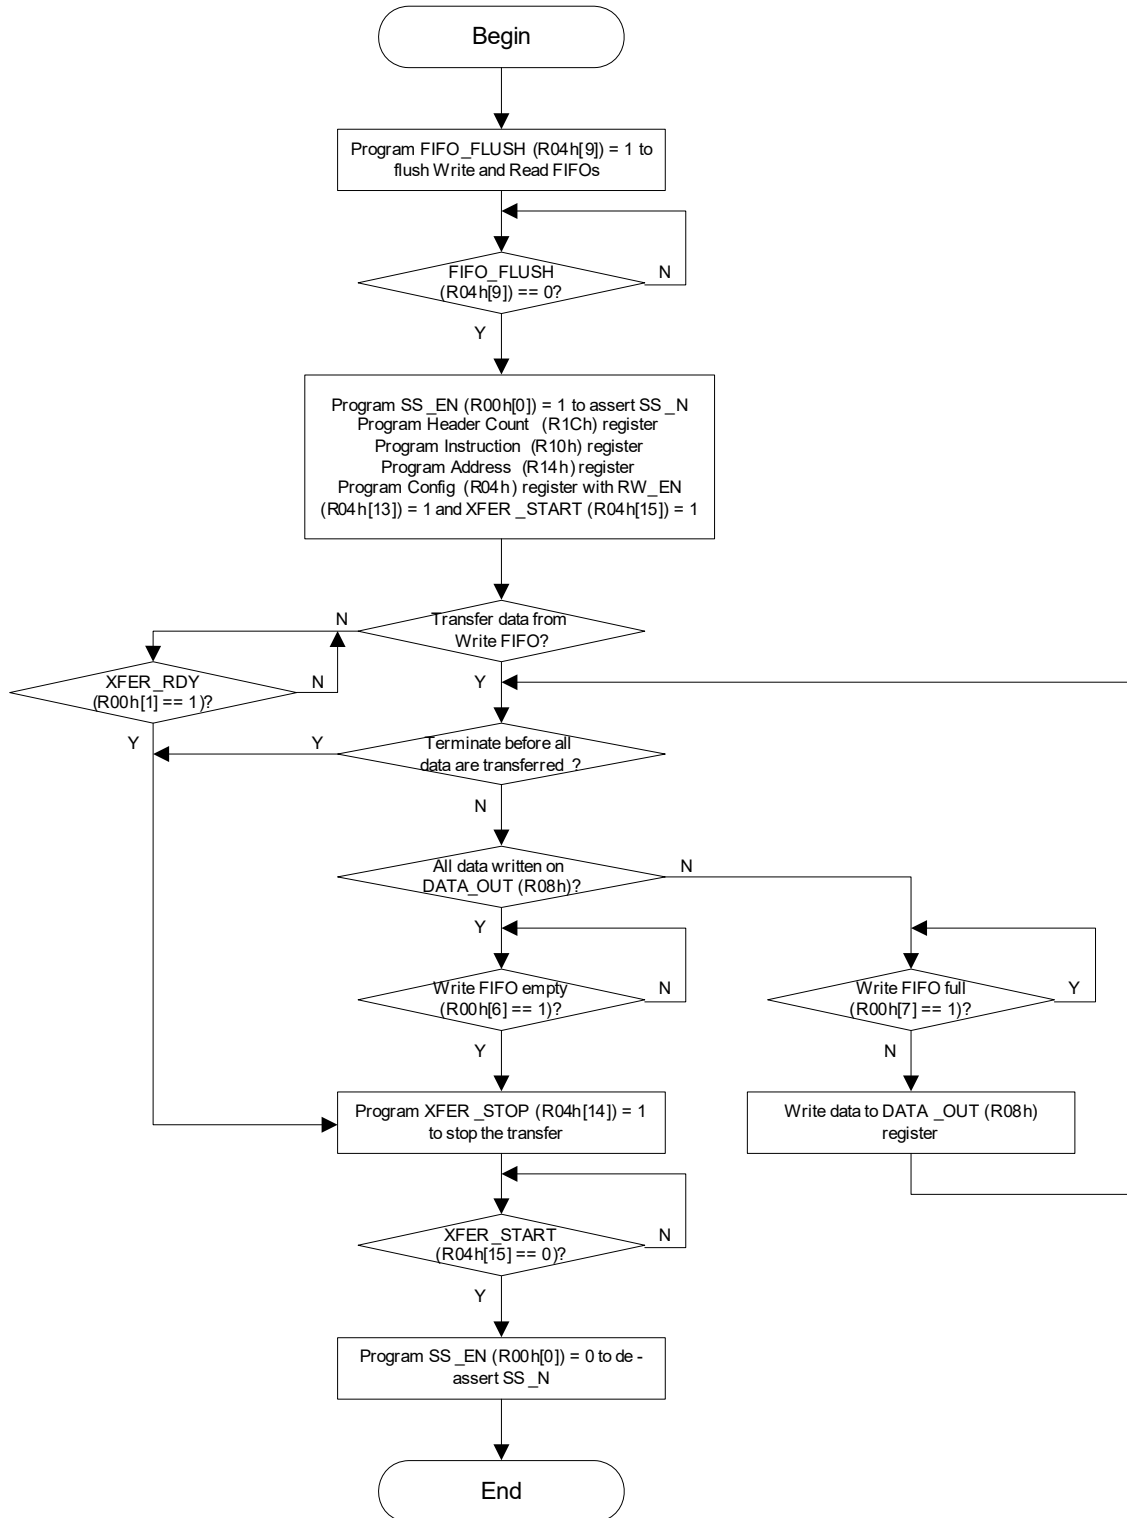 Begin
Program FIFO_FLUSH (R04h[9]) = 1 to
flush Write and Read FIFOs
FIFO_FLUSH
(R04h[9]) == 0?
N
Y
Program SS_EN (R00h[0]) = 1 to assert SS_N
Program Header Count (R1Ch) register
Program Instruction (R10h) register
Program Address (R14h) register
Program Config (R04h) register with RW_EN
(R04h[13]) = 1 and XFER_START (R04h[15]) = 1
Transfer data from
Write FIFO?
N
Y
XFER_RDY
(R00h[1] == 1)?
N
Y
Terminate before all
data are transferred ?
Y
N
All data written on
DATA_OUT (R08h)?
N
Y
Write FIFO empty
(R00h[6] == 1)?
N
Y
Write FIFO full
(R00h[7] == 1)?
Y
N
Program XFER_STOP (R04h[14]) = 1
to stop the transfer
Write data to DATA_OUT (R08h)
register
XFER_START
(R04h[15] == 0)?
N
Y
Program SS_EN (R00h[0]) = 0 to de-
assert SS_N
End